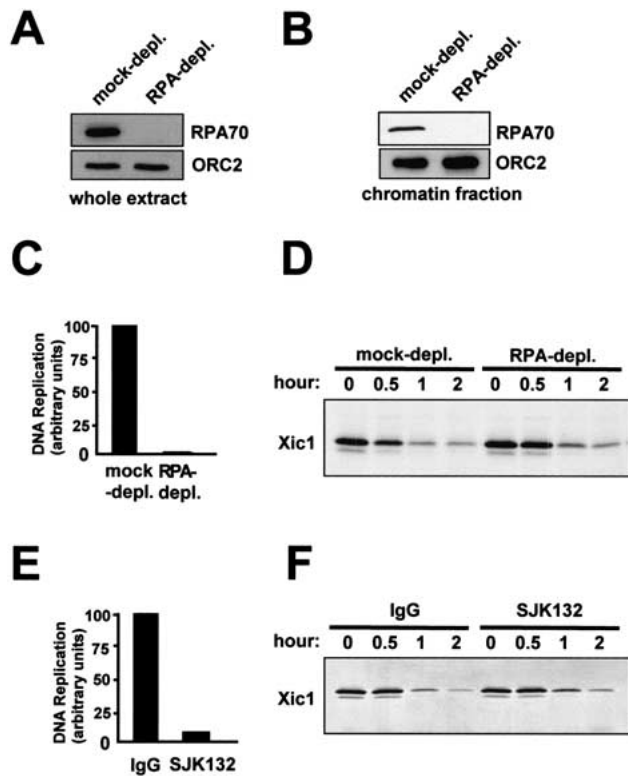 A
mock-depl.
RPA-depl.
RPA70
ORC2
whole extract
B
mock-depl.
RPA-depl.
RPA70
ORC2
chromatin fraction
C
DNA Replication
(arbitrary units)
100
75
50
25
0
mock RPA-
-depl. depl.
D
mock-depl. RPA-depl.
hour: 0 0.5 1 2 0 0.5 1 2
Xic1
E
DNA Replication
(arbitrary units)
100
75
50
25
0
IgG SJK132
F
IgG SJK132
hour: 0 0.5 1 2 0 0.5 1 2
Xic1